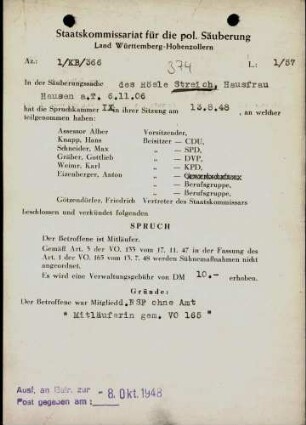 Staatskommissariat für die pol. Säuberung
Land Württemberg-Hohenzollern
Az.: 1/KB/366 374 L: 1/57
In der Säuberungssache des Rösle Streich, Hausfrau
Hausen a.T. 6.11.06
hat die Spruchkammer IX in ihrer Sitzung am 13.8.48, an welcher
teilgenommen haben:
Assessor Alber Vorsitzender,
Knapp, Hans Beisitzer — CDU,
Schneider, Max „ — SPD,
Gräber, Gottlieb „ — DVP,
Weime, Karl „ — KPD,
Eisenberger, Anton „ —
„ — Berufsgruppe,
„ — Berufsgruppe,
Götzendörfer, Friedrich Vertreter des Staatskommissars
beschlossen und verkündet folgenden
SPRUCH
Der Betroffene ist Mitläufer.
Gemäß Art. 3 der VO. 133 vom 17. 11. 47 in der Fassung des
Art. 1 der VO. 165 vom 13. 7. 48 werden Sühnemaßnahmen nicht
angeordnet.
Es wird eine Verwaltungsgebühr von DM 10.- erhoben.
Gründe:
Der Betroffene war Mitglied d.NSF ohne Amt
" Mitläuferin gem. VO 165 "
Ausf. an Gubr. zur
Post gegeben am: - 8. Okt. 1948